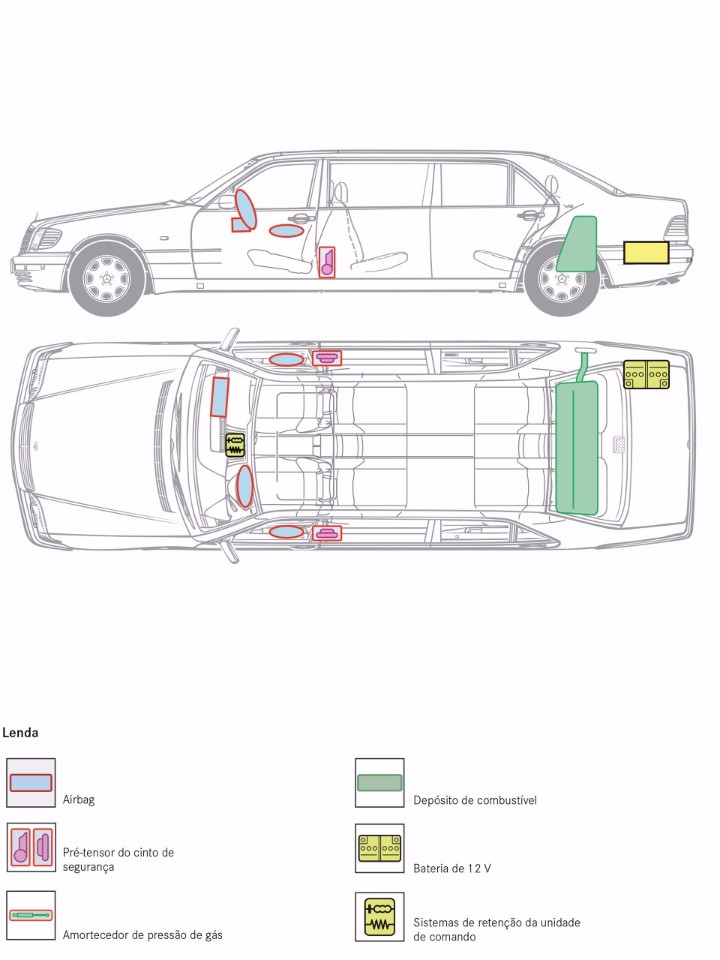 Lenda
Airbag
Depósito de combustível
Pré-tensor do cinto de
segurança
Bateria de 12 V
Amortecedor de pressão de gás
Sistemas de retenção da unidade
de comando